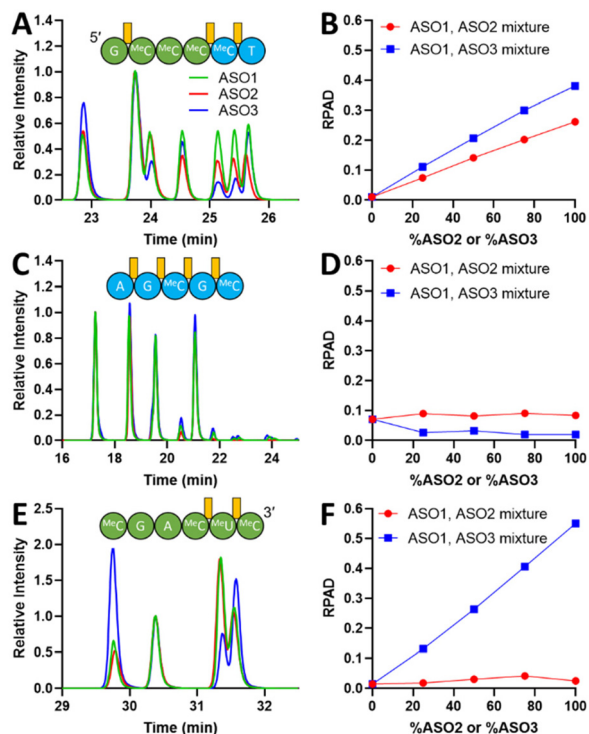 A
Relative Intensity
1.4
1.2
1.0
0.8
0.6
0.4
0.2
0.0
5′
G MeC MeC MeC MeC T
ASO1
ASO2
ASO3
23 24 25 26
Time (min)
B
RPAD
0.6
0.5
0.4
0.3
0.2
0.1
0.0
ASO1, ASO2 mixture
ASO1, ASO3 mixture
0 20 40 60 80 100
%ASO2 or %ASO3
C
Relative Intensity
1.4
1.2
1.0
0.8
0.6
0.4
0.2
0.0
A G MeC G MeC
16 18 20 22 24
Time (min)
D
RPAD
0.6
0.5
0.4
0.3
0.2
0.1
0.0
ASO1, ASO2 mixture
ASO1, ASO3 mixture
0 20 40 60 80 100
%ASO2 or %ASO3
E
Relative Intensity
2.5
2.0
1.5
1.0
0.5
0.0
MeC G A MeC MeU MeC 3′
29 30 31 32
Time (min)
F
RPAD
0.6
0.5
0.4
0.3
0.2
0.1
0.0
ASO1, ASO2 mixture
ASO1, ASO3 mixture
0 20 40 60 80 100
%ASO2 or %ASO3